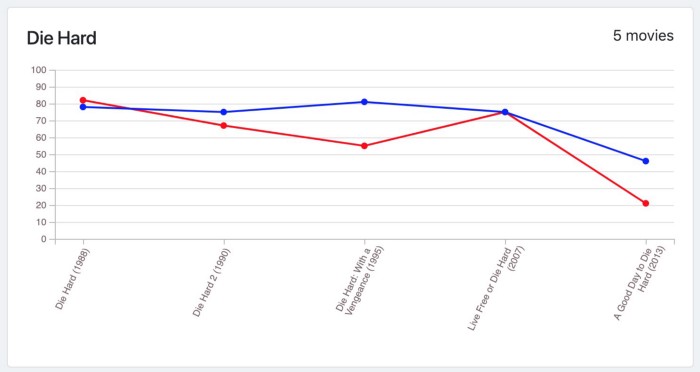 Die Hard
5 movies
100
90
80
70
60
50
40
30
20
10
0
Die Hard (1988)
Die Hard 2 (1990)
Die Hard: With a
Vengeance (1995)
Live Free or Die Hard
(2007)
A Good Day to Die
Hard (2013)